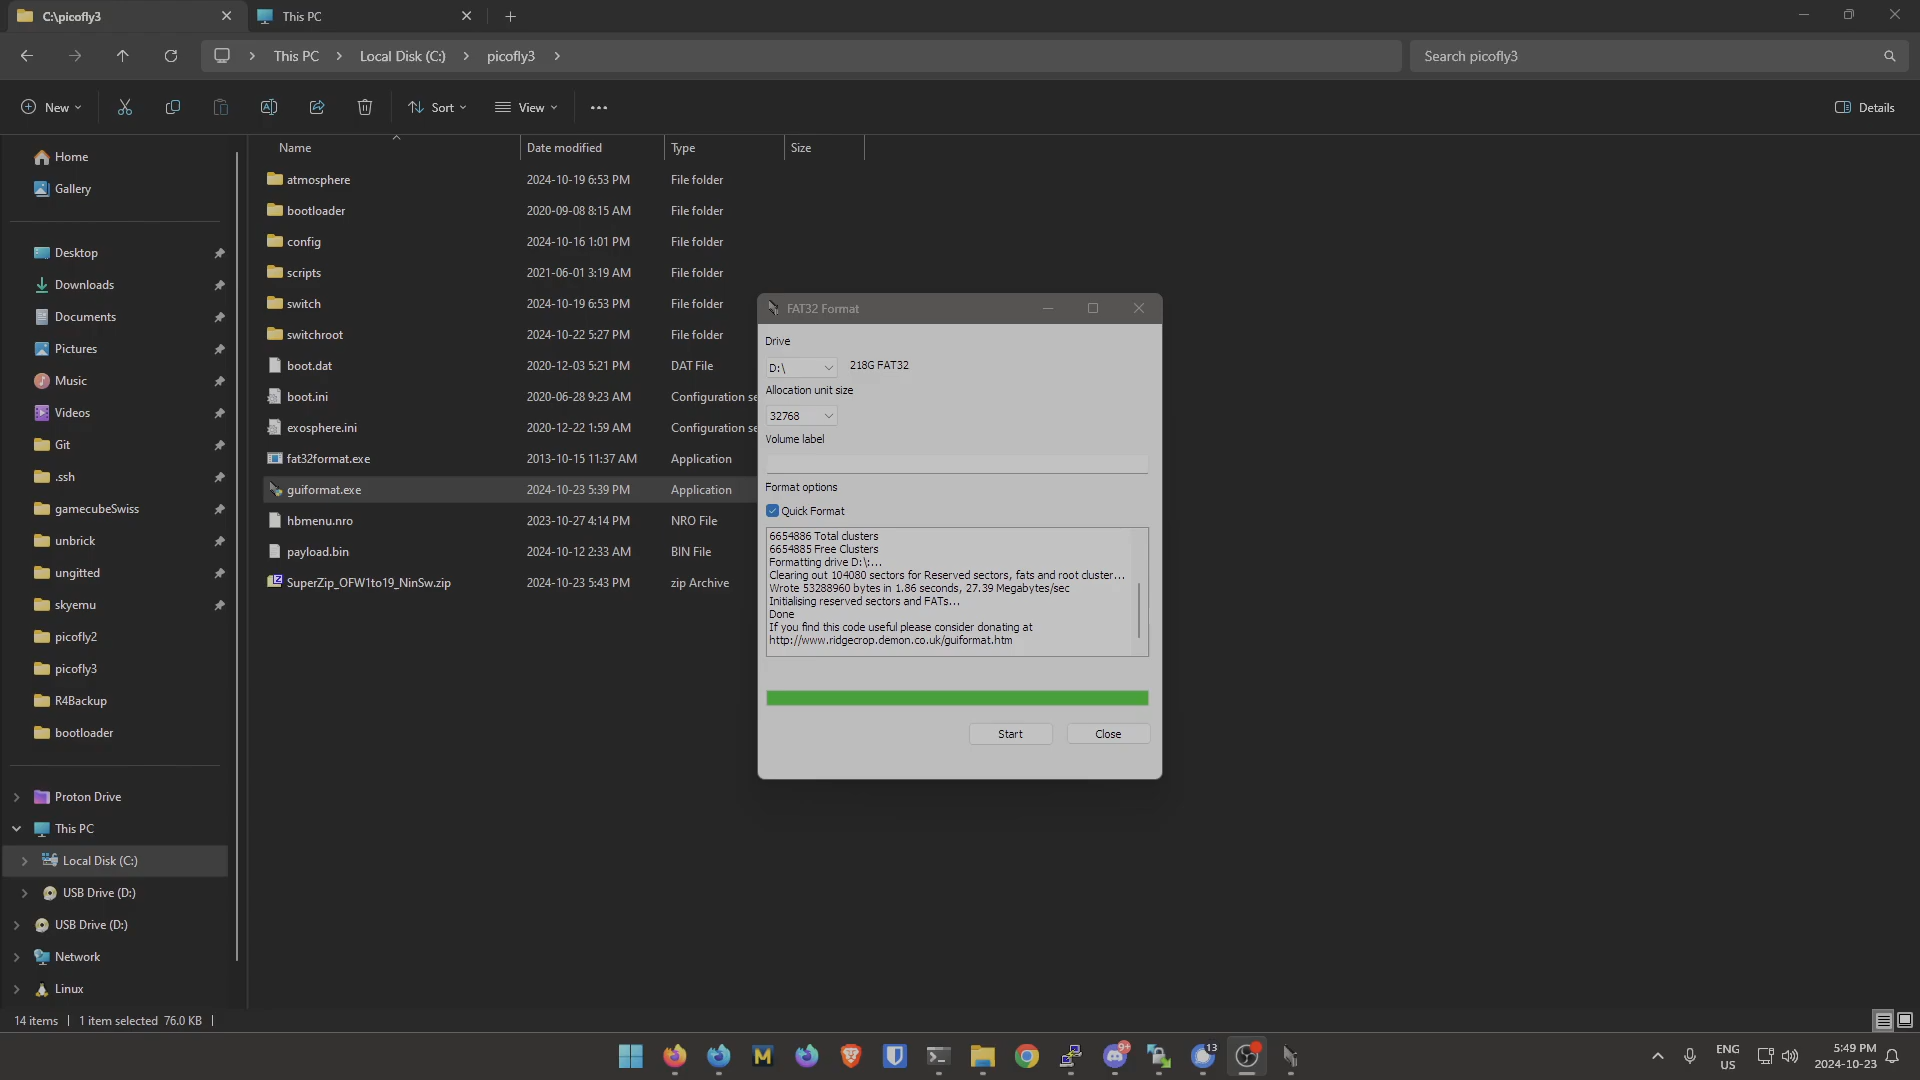 C:\picofly3
This PC
This PC
Local Disk (C:)
picofly3
Search picofly3
New
Sort
View
Details
Name
Date modified
Type
Size
Home
Gallery
Desktop
Downloads
Documents
Pictures
Music
Videos
Git
.ssh
gamecubeSwiss
unbrick
ungitted
skyemu
picofly2
picofly3
R4Backup
bootloader
Proton Drive
This PC
Local Disk (C:)
USB Drive (D:)
USB Drive (D:)
Network
Linux
atmosphere 2024-10-19 6:53 PM File folder
bootloader 2020-09-08 8:15 AM File folder
config 2024-10-16 1:01 PM File folder
scripts 2021-06-01 3:19 AM File folder
switch 2024-10-19 6:53 PM File folder
switchroot 2024-10-22 5:27 PM File folder
boot.dat 2020-12-03 5:21 PM DAT File
boot.ini 2020-06-28 9:23 AM Configuration se
exosphere.ini 2020-12-22 1:59 AM Configuration se
fat32format.exe 2013-10-15 11:37 AM Application
guiformat.exe 2024-10-23 5:39 PM Application
hbmenu.nro 2023-10-27 4:14 PM NRO File
payload.bin 2024-10-12 2:33 AM BIN File
SuperZip_OFW1to19_NinSw.zip 2024-10-23 5:43 PM zip Archive
FAT32 Format
Drive
D:\ 218G FAT32
Allocation unit size
32768
Volume label
Format options
Quick Format
6654886 Total clusters
6654885 Free Clusters
Formatting drive D:\:...
Clearing out 104080 sectors for Reserved sectors, fats and root cluster...
Wrote 53288960 bytes in 1.86 seconds, 27.39 Megabytes/sec
Initialising reserved sectors and FATs...
Done
If you find this code useful please consider donating at
http://www.ridgecrop.demon.co.uk/guiformat.htm
Start
Close
14 items
1 item selected 76.0 KB
M
9+
13
ENG
US
5:49 PM
2024-10-23